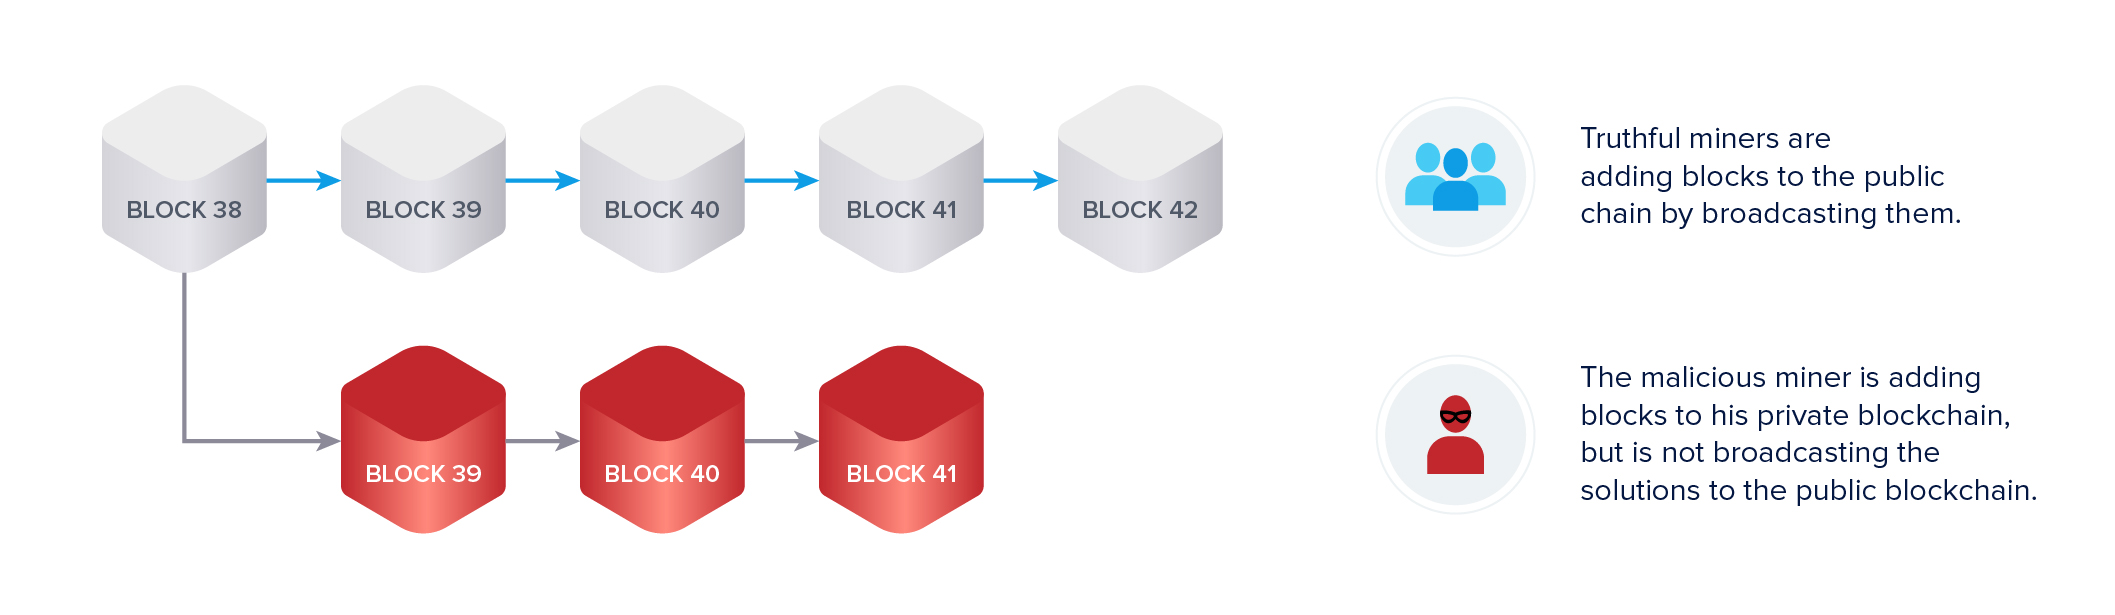 BLOCK 38
BLOCK 39
BLOCK 40
BLOCK 41
BLOCK 42
Truthful miners are
adding blocks to the public
chain by broadcasting them.
BLOCK 39
BLOCK 40
BLOCK 41
The malicious miner is adding
blocks to his private blockchain,
but is not broadcasting the
solutions to the public blockchain.